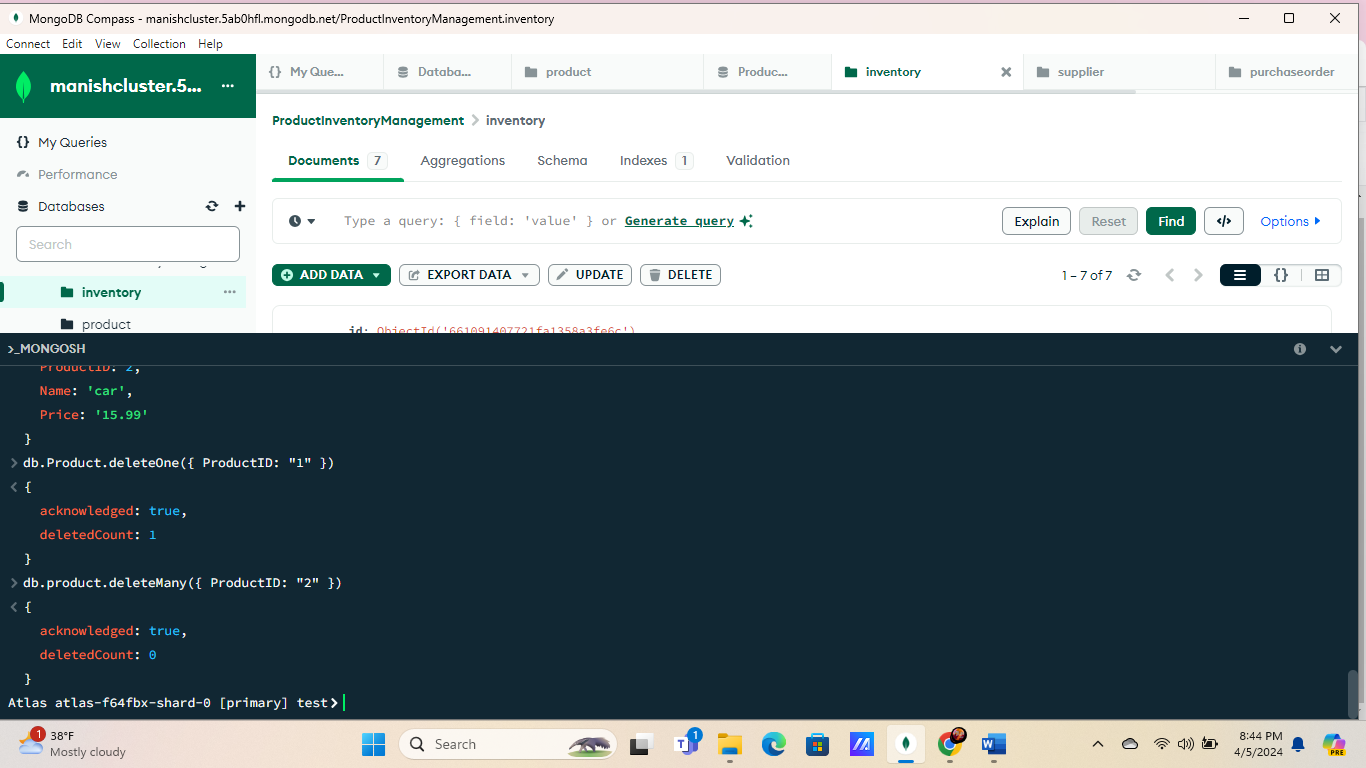 MongoDB Compass - manishcluster.5ab0hfl.mongodb.net/ProductInventoryManagement.inventory
Connect Edit View Collection Help
manishcluster.5... ...
{} My Que... Databa... product Produc... inventory supplier purchaseorder
ProductInventoryManagement > inventory
{} My Queries
Performance
Databases
Search
inventory ...
product
Documents 7 Aggregations Schema Indexes 1 Validation
Type a query: { field: 'value' } or Generate query
Explain Reset Find </> Options
ADD DATA EXPORT DATA UPDATE DELETE 1 – 7 of 7 {}
_id: ObjectId('661091407721fa1358a3fe6c')
>_MONGOSH
ProductID: 2,
Name: 'car',
Price: '15.99'
}
> db.Product.deleteOne({ ProductID: "1" })
< {
acknowledged: true,
deletedCount: 1
}
> db.product.deleteMany({ ProductID: "2" })
< {
acknowledged: true,
deletedCount: 0
}
Atlas atlas-f64fbx-shard-0 [primary] test>
1
38°F
Mostly cloudy
Search
1
8:44 PM
4/5/2024
PRE